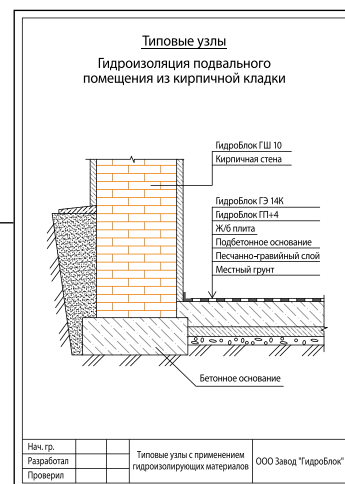 Типовые узлы
Гидроизоляция подвального
помещения из кирпичной кладки
ГидроБлок ГШ 10
Кирпичная стена
ГидроБлок ГЭ 14К
ГидроБлок ГП+4
Ж/б плита
Подбетонное основание
Песчанно-гравийный слой
Местный грунт
Бетонное основание
Нач. гр.
Разработал
Проверил
Типовые узлы с применением
гидроизолирующих материалов
ООО Завод "ГидроБлок"